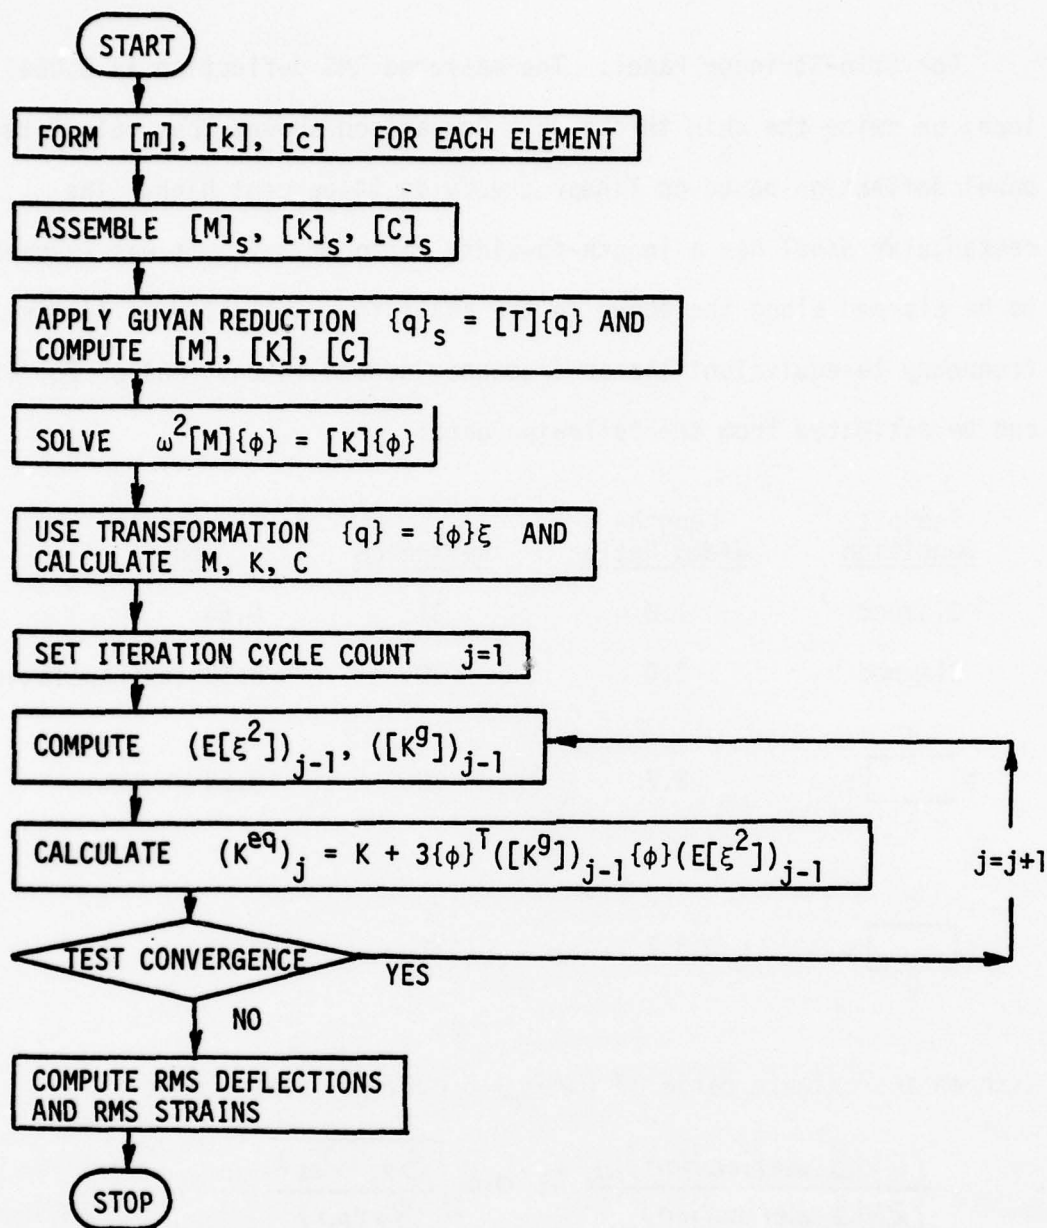 START
FORM [m], [k], [c] FOR EACH ELEMENT
ASSEMBLE [M]s, [K]s, [C]s
APPLY GUYAN REDUCTION {q}s = [T]{q} AND
COMPUTE [M], [K], [C]
SOLVE ω²[M]{φ} = [K]{φ}
USE TRANSFORMATION {q} = {φ}ξ AND
CALCULATE M, K, C
SET ITERATION CYCLE COUNT j=1
COMPUTE (E[ξ²])j-1, ([Kᵍ])j-1
CALCULATE (Kᵉq)j = K + 3{φ}ᵀ([Kᵍ])j-1{φ}(E[ξ²])j-1
j=j+1
TEST CONVERGENCE
YES
NO
COMPUTE RMS DEFLECTIONS
AND RMS STRAINS
STOP